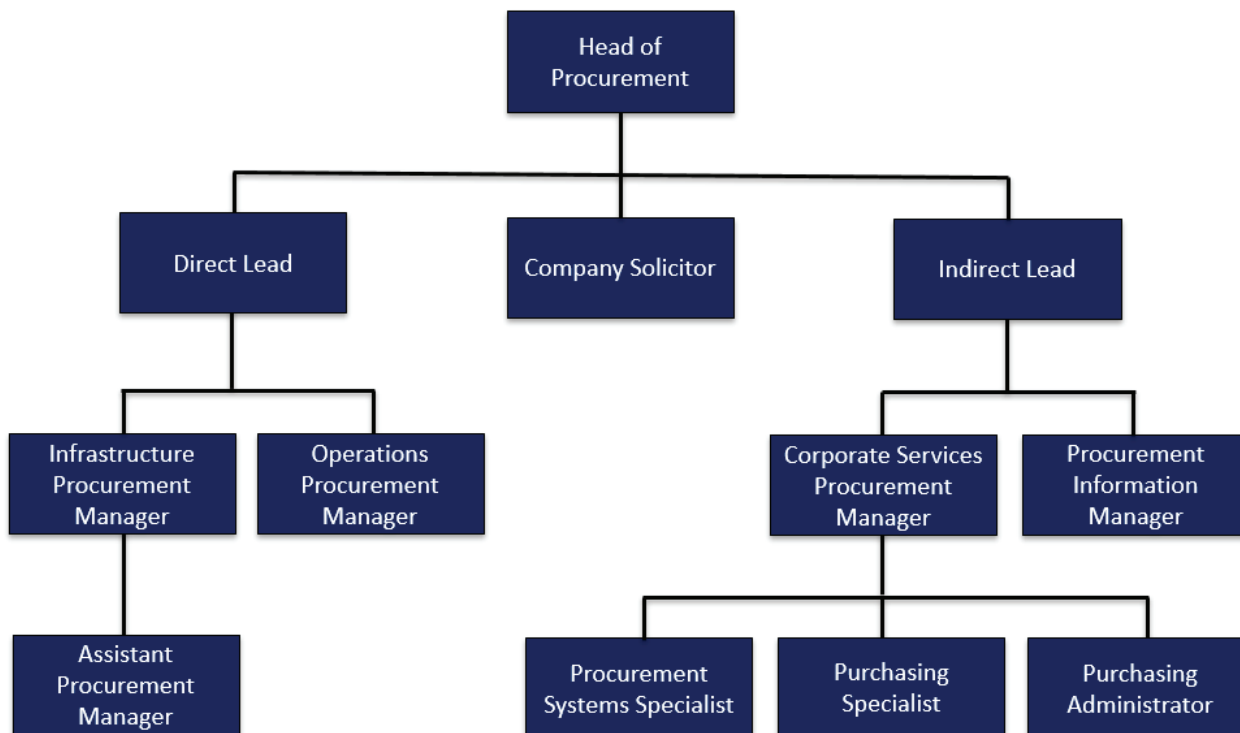 Head of
Procurement
Direct Lead
Company Solicitor
Indirect Lead
Infrastructure
Procurement
Manager
Operations
Procurement
Manager
Corporate Services
Procurement
Manager
Procurement
Information
Manager
Assistant
Procurement
Manager
Procurement
Systems Specialist
Purchasing
Specialist
Purchasing
Administrator